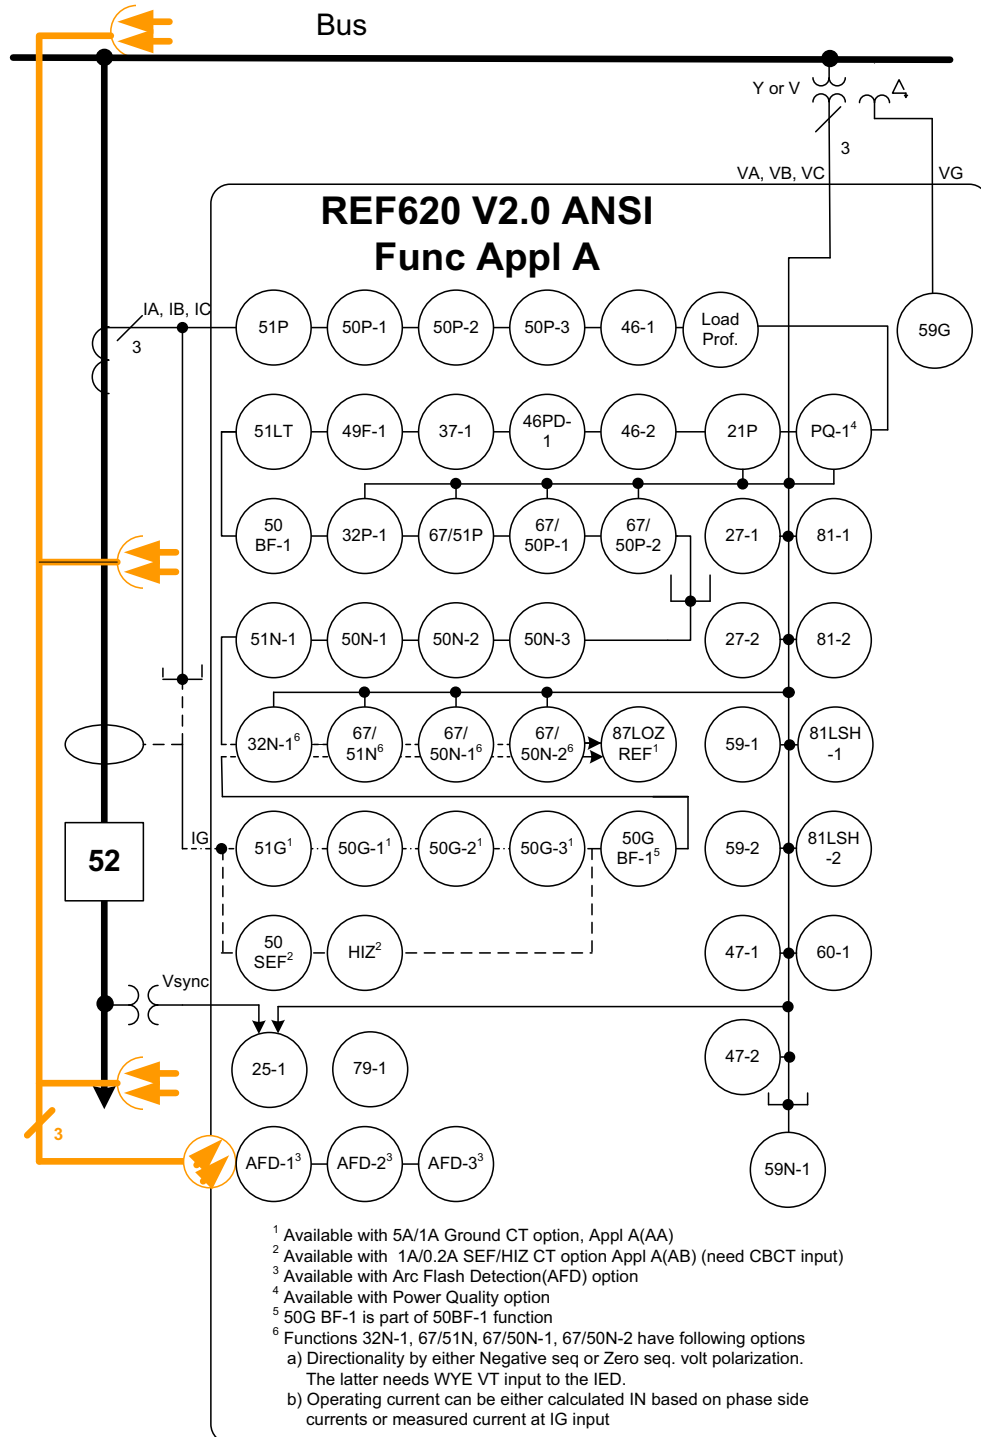 Bus
Y or V
3
VA, VB, VC
VG
REF620 V2.0 ANSI
Func Appl A
IA, IB, IC
3
51P
50P-1
50P-2
50P-3
46-1
Load
Prof.
59G
51LT
49F-1
37-1
46PD-
1
46-2
21P
PQ-1⁴
50
BF-1
32P-1
67/51P
67/
50P-1
67/
50P-2
27-1
81-1
51N-1
50N-1
50N-2
50N-3
27-2
81-2
32N-1⁶
67/
51N⁶
67/
50N-1⁶
67/
50N-2⁶
87LOZ
REF¹
59-1
81LSH
-1
52
IG
51G¹
50G-1¹
50G-2¹
50G-3¹
50G
BF-1⁵
59-2
81LSH
-2
50
SEF²
HIZ²
47-1
60-1
Vsync
25-1
79-1
47-2
3
AFD-1³
AFD-2³
AFD-3³
59N-1
¹ Available with 5A/1A Ground CT option, Appl A(AA)
² Available with 1A/0.2A SEF/HIZ CT option Appl A(AB) (need CBCT input)
³ Available with Arc Flash Detection(AFD) option
⁴ Available with Power Quality option
⁵ 50G BF-1 is part of 50BF-1 function
⁶ Functions 32N-1, 67/51N, 67/50N-1, 67/50N-2 have following options
a) Directionality by either Negative seq or Zero seq. volt polarization.
The latter needs WYE VT input to the IED.
b) Operating current can be either calculated IN based on phase side
currents or measured current at IG input